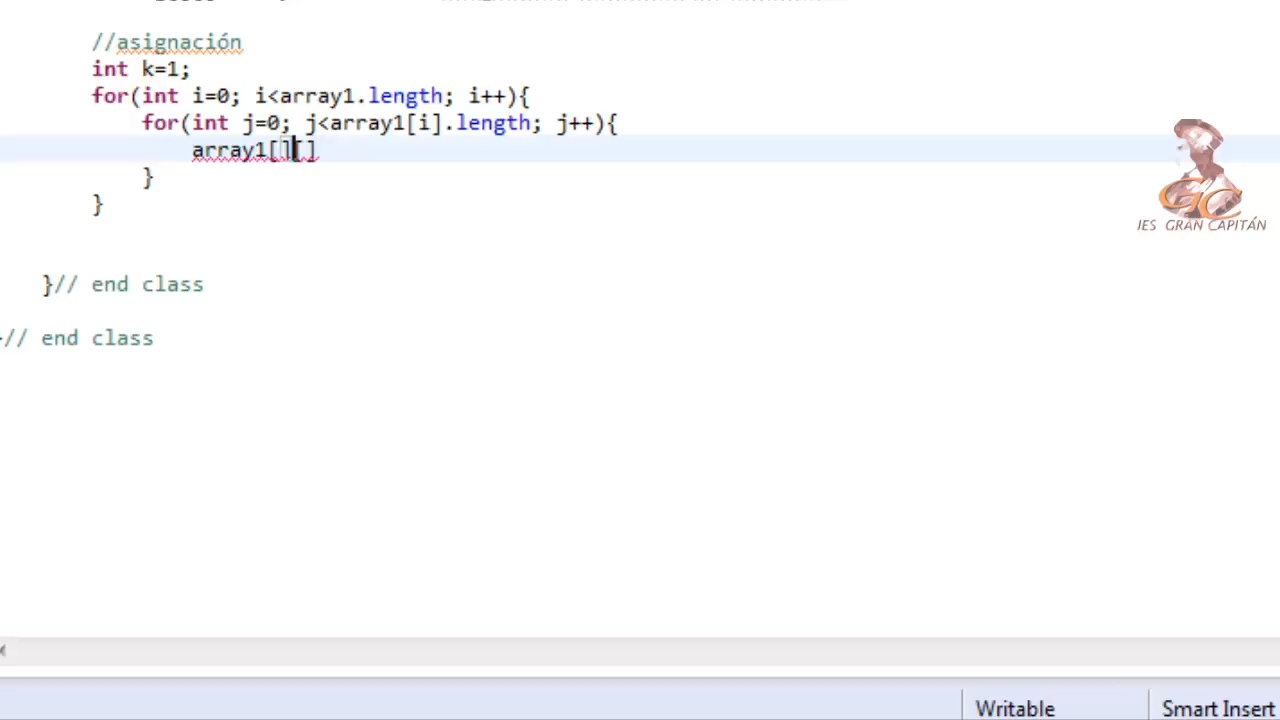 //asignación
int k=1;
for(int i=0; i<array1.length; i++){
for(int j=0; j<array1[i].length; j++){
array1[][]
}
}
GC
IES GRAN CAPITÁN
}// end class
// end class
Writable
Smart Insert